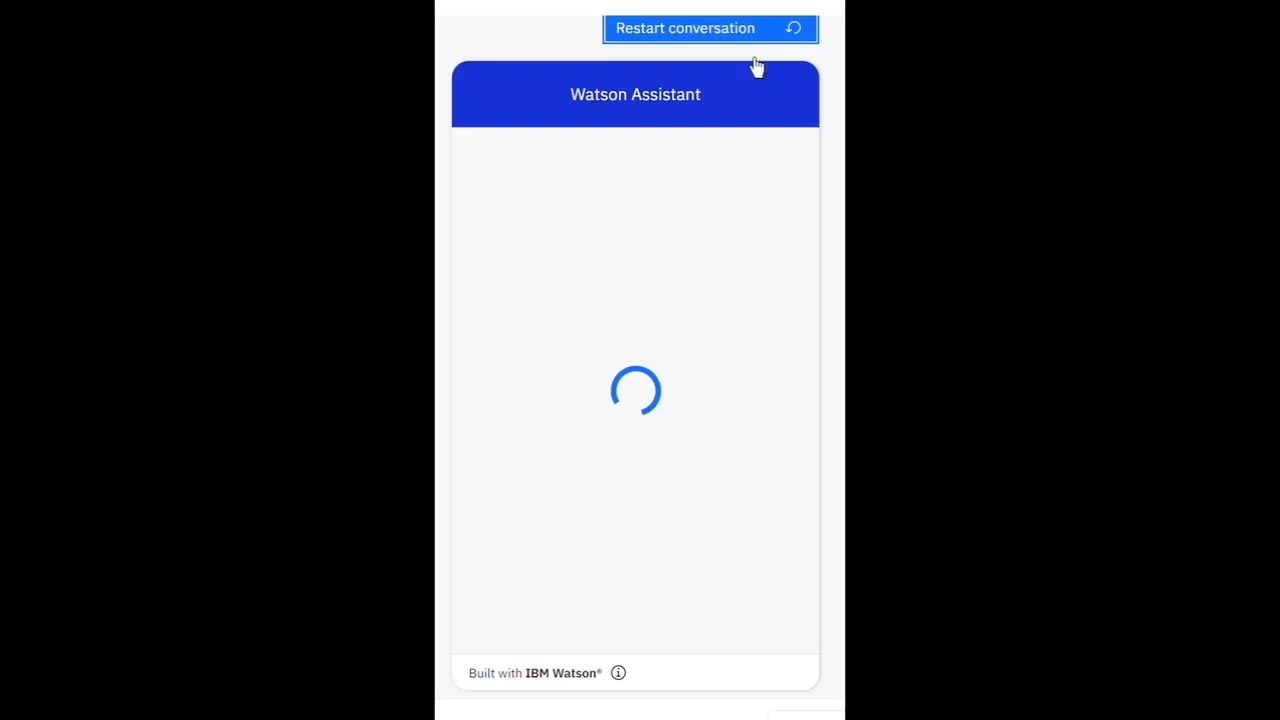 Restart conversation
Watson Assistant
Built with IBM Watson®